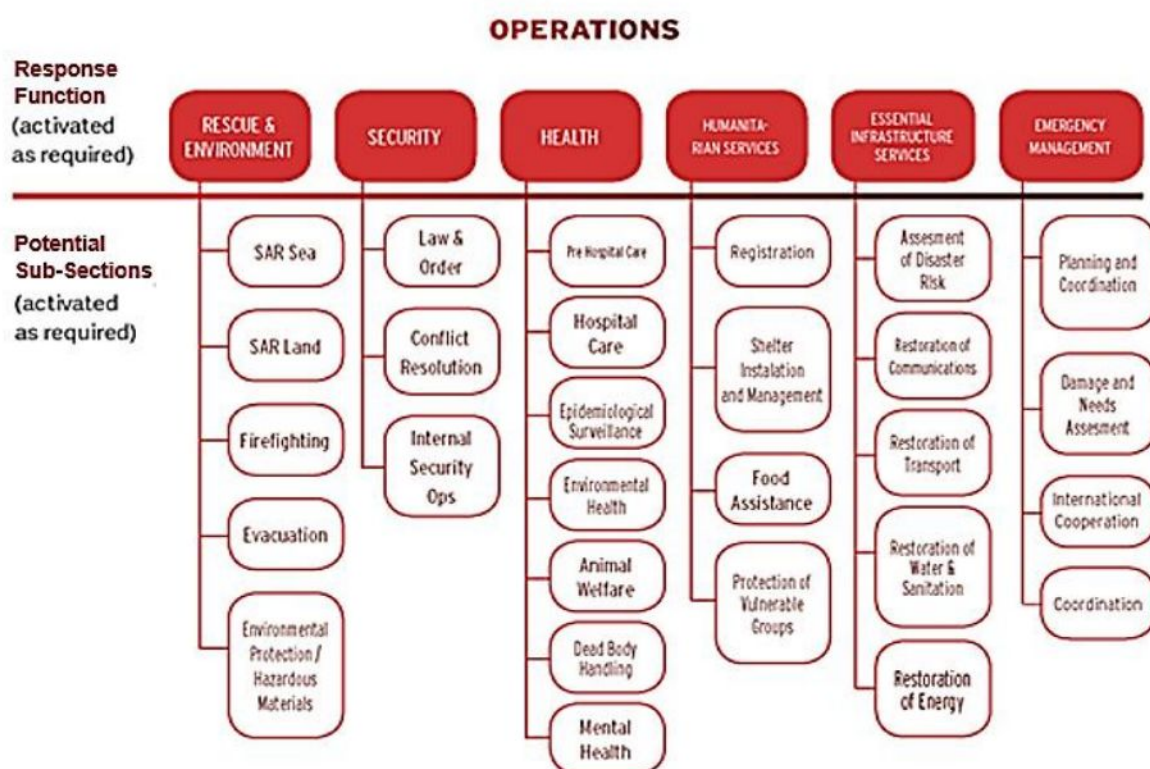 OPERATIONS
Response
Function
(activated
as required)
RESCUE &
ENVIRONMENT
SECURITY
HEALTH
HUMANITA-
RIAN SERVICES
ESSENTIAL
INFRASTRUCTURE
SERVICES
EMERGENCY
MANAGEMENT
Potential
Sub-Sections
(activated
as required)
SAR Sea
SAR Land
Firefighting
Evacuation
Environmental
Protection /
Hazardous
Materials
Law &
Order
Conflict
Resolution
Internal
Security
Ops
Pre Hospital Care
Hospital
Care
Epidemiological
Surveillance
Environmental
Health
Animal
Welfare
Dead Body
Handling
Mental
Health
Registration
Shelter
Instalation
and Management
Food
Assistance
Protection of
Vulnerable
Groups
Assesment
of Disaster
Risk
Restoration of
Communications
Restoration of
Transport
Restoration of
Water &
Sanitation
Restoration
of Energy
Planning and
Coordination
Damage and
Needs
Assesment
International
Cooperation
Coordination